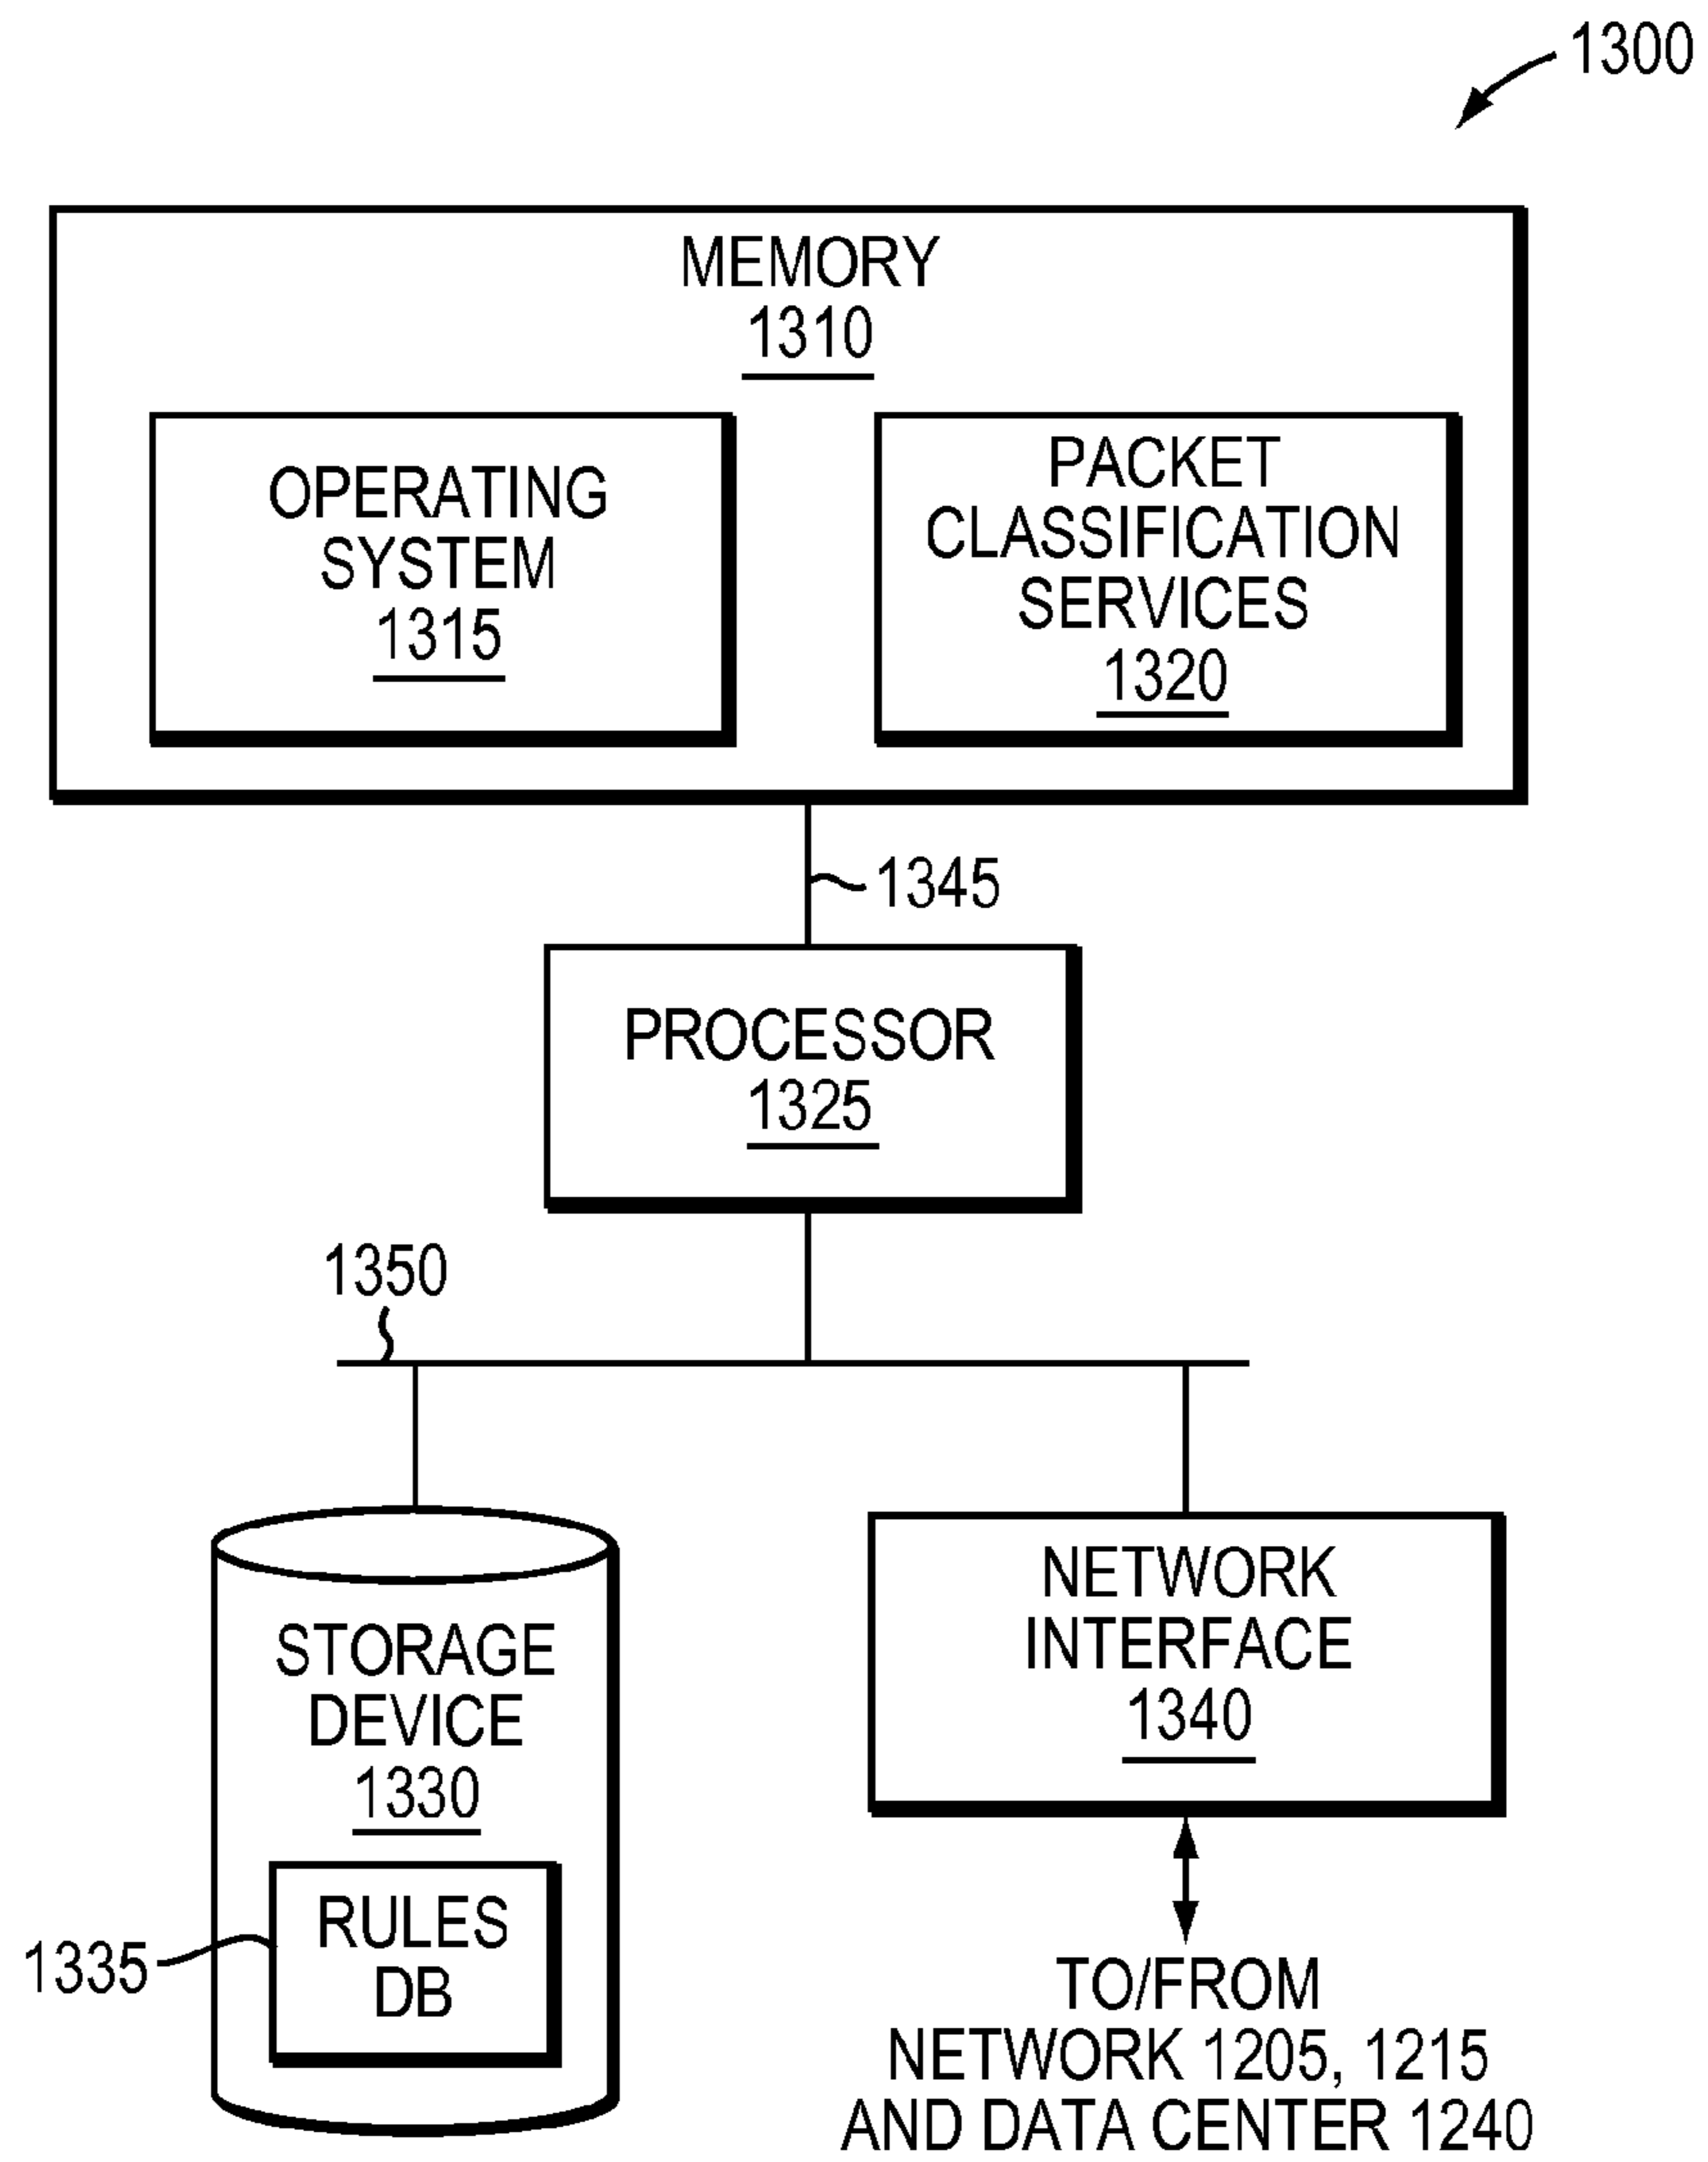 1300
MEMORY
1310
OPERATING
SYSTEM
1315
PACKET
CLASSIFICATION
SERVICES
1320
1345
PROCESSOR
1325
1350
STORAGE
DEVICE
1330
RULES
DB
1335
NETWORK
INTERFACE
1340
TO/FROM
NETWORK 1205, 1215
AND DATA CENTER 1240